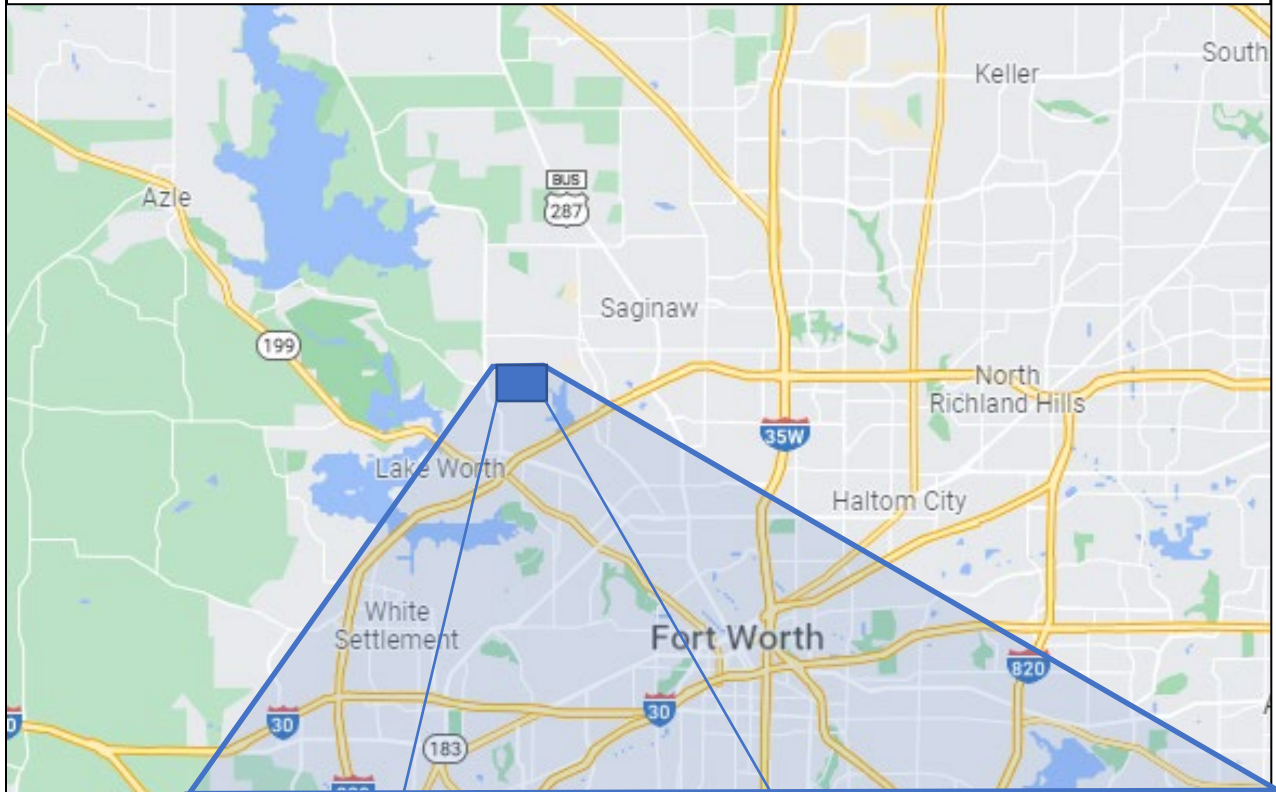 South
Keller
BUS
287
Azle
Saginaw
199
North
Richland Hills
35W
Lake Worth
Haltom City
White
Settlement
Fort Worth
820
30
30
183